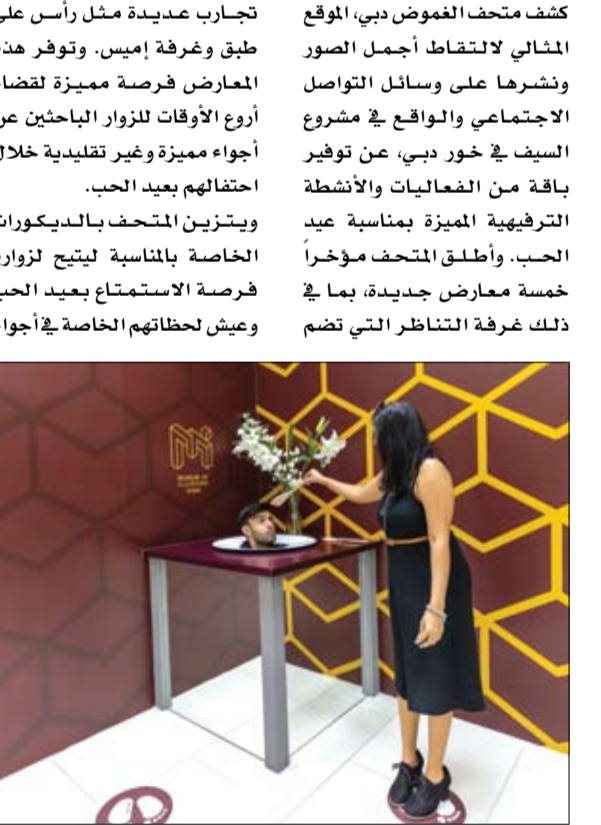 كشف متحف الغموض دبي، الموقع
المثالي لالتقاط أجمل الصور
ونشرها على وسائل التواصل
الاجتماعي والواقع في مشروع
السيف في خور دبي، عن توفير
باقة من الفعاليات والأنشطة
الترفيهية المميزة بمناسبة عيد
الحب. وأطلق المتحف مؤخراً
خمسة معارض جديدة، بما في
ذلك غرفة التناظر التي تضم
تجارب عديدة مثل رأس على
طبق وغرفة إميس. وتوفر هذه
المعارض فرصة مميزة لقضاء
أروع الأوقات للزوار الباحثين عن
أجواء مميزة وغير تقليدية خلال
احتفالهم بعيد الحب.
ويتزين المتحف بالديكورات
الخاصة بالمناسبة ليتيح لزواره
فرصة الاستمتاع بعيد الحب
وعيش لحظاتهم الخاصة في أجواء
MUSEUM OF
ILLUSIONS